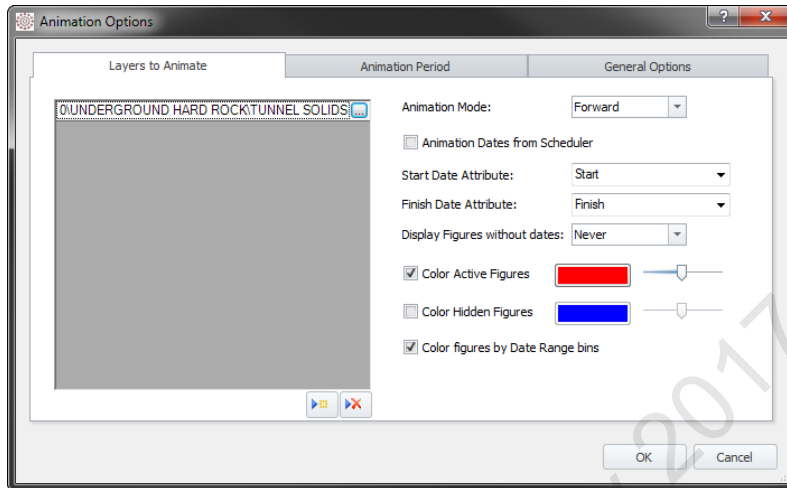 Animation Options
Layers to Animate
Animation Period
General Options
0\UNDERGROUND HARD ROCK\TUNNEL SOLIDS ...
Animation Mode: Forward
Animation Dates from Scheduler
Start Date Attribute: Start
Finish Date Attribute: Finish
Display Figures without dates: Never
Color Active Figures
Color Hidden Figures
Color figures by Date Range bins
OK
Cancel
2017